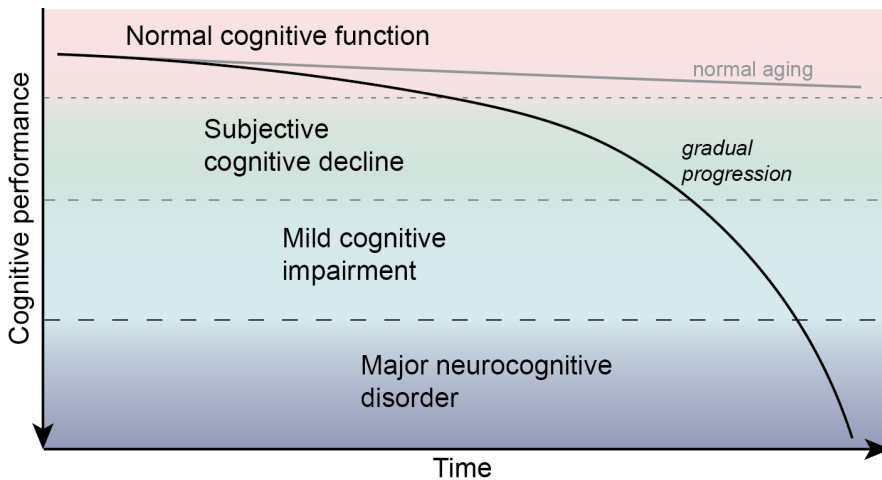 Normal cognitive function
normal aging
Subjective
cognitive decline
gradual
progression
Mild cognitive
impairment
Major neurocognitive
disorder
Cognitive performance
Time